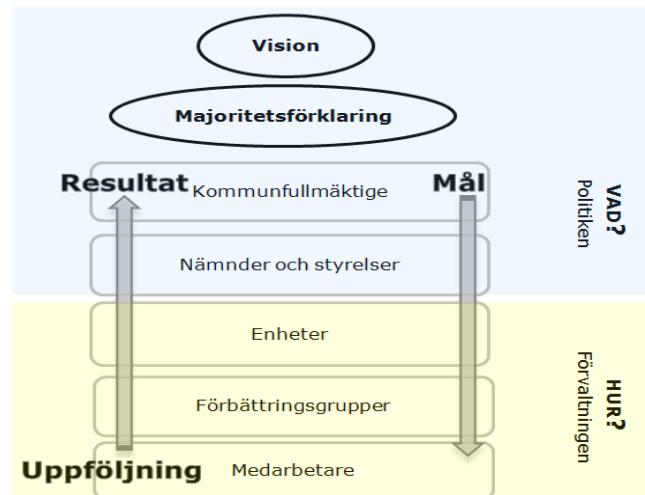 Vision
Majoritetsförklaring
Resultat
Kommunfullmäktige
Mål
VAD?
Politiken
Nämnder och styrelser
Enheter
HUR?
Förvaltningen
Förbättringsgrupper
Uppföljning
Medarbetare